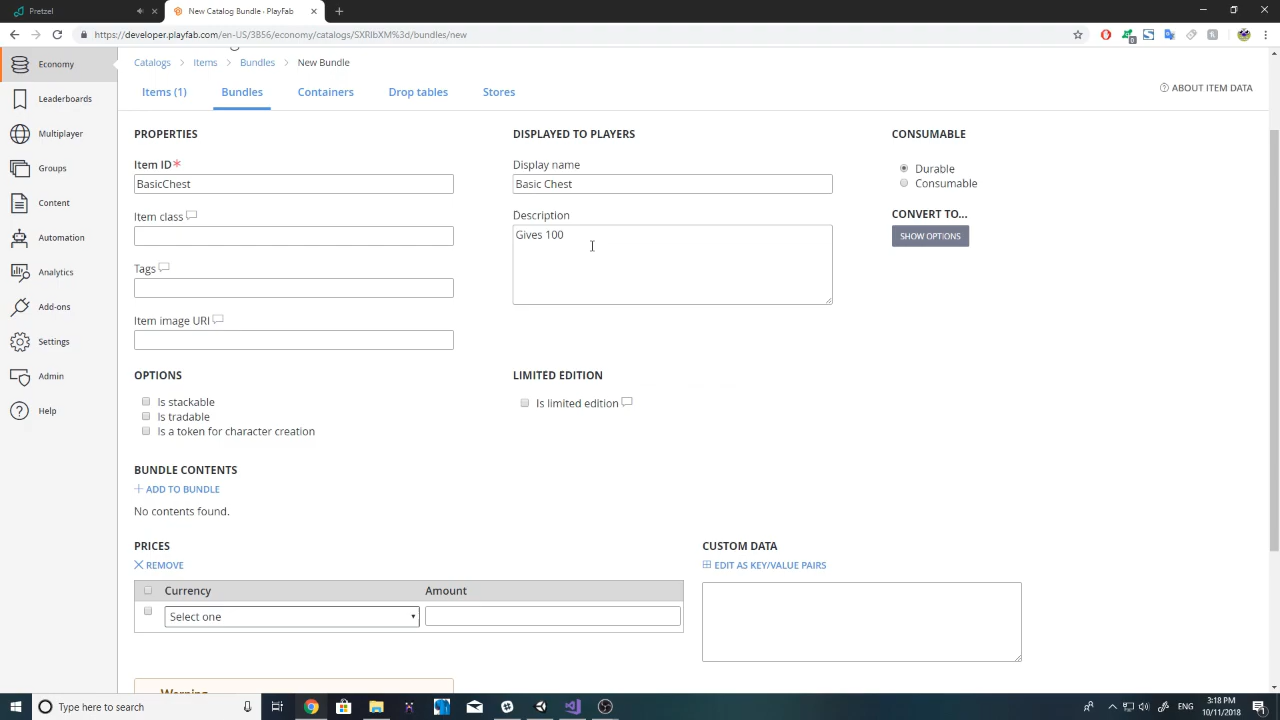 Pretzel
New Catalog Bundle - PlayFab
https://developer.playfab.com/en-US/3B56/economy/catalogs/SXRlbXM%3d/bundles/new
Economy
Leaderboards
Multiplayer
Groups
Content
Automation
Analytics
Add-ons
Settings
Admin
Help
Catalogs > Items > Bundles > New Bundle
Items (1) Bundles Containers Drop tables Stores
ABOUT ITEM DATA
PROPERTIES
Item ID*
BasicChest
Item class
Tags
Item image URI
DISPLAYED TO PLAYERS
Display name
Basic Chest
Description
Gives 100
CONSUMABLE
Durable
Consumable
CONVERT TO...
SHOW OPTIONS
OPTIONS
Is stackable
Is tradable
Is a token for character creation
LIMITED EDITION
Is limited edition
BUNDLE CONTENTS
ADD TO BUNDLE
No contents found.
PRICES
REMOVE
Currency Amount
Select one
CUSTOM DATA
EDIT AS KEY/VALUE PAIRS
Warning
Type here to search
ENG
3:18 PM
10/11/2018